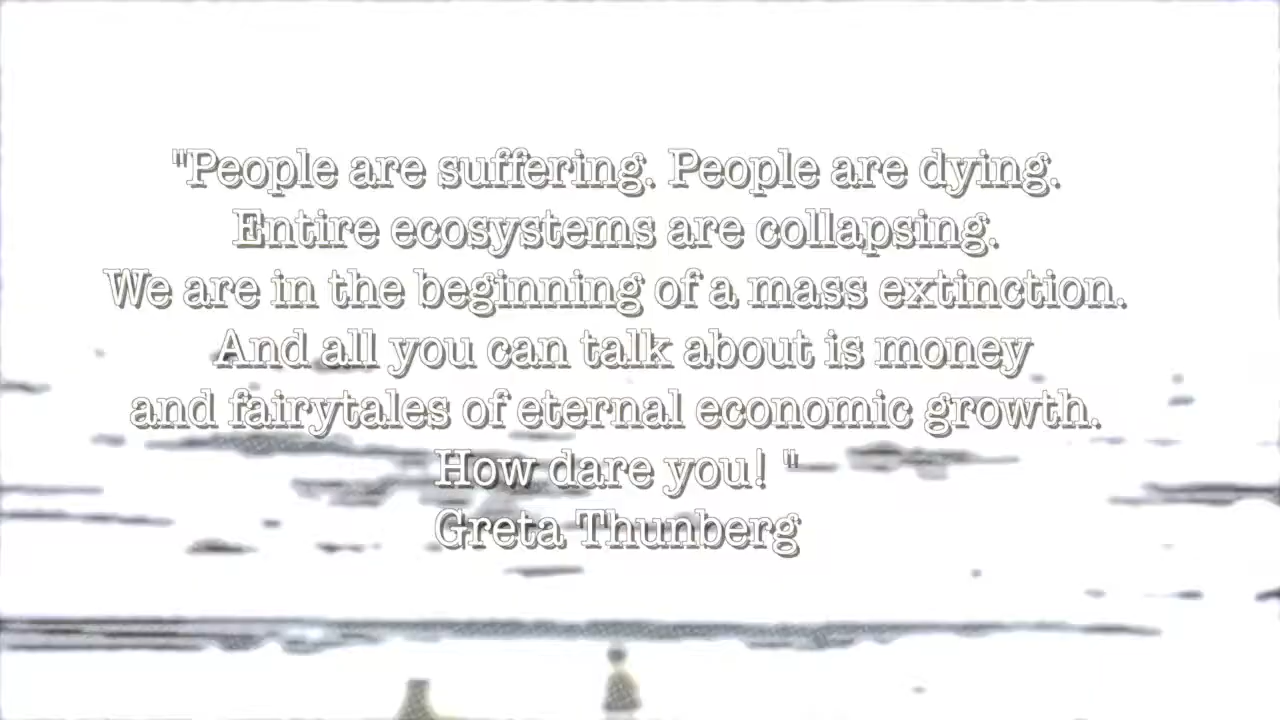 "People are suffering. People are dying.
Entire ecosystems are collapsing.
We are in the beginning of a mass extinction.
And all you can talk about is money
and fairytales of eternal economic growth.
How dare you! "
Greta Thunberg